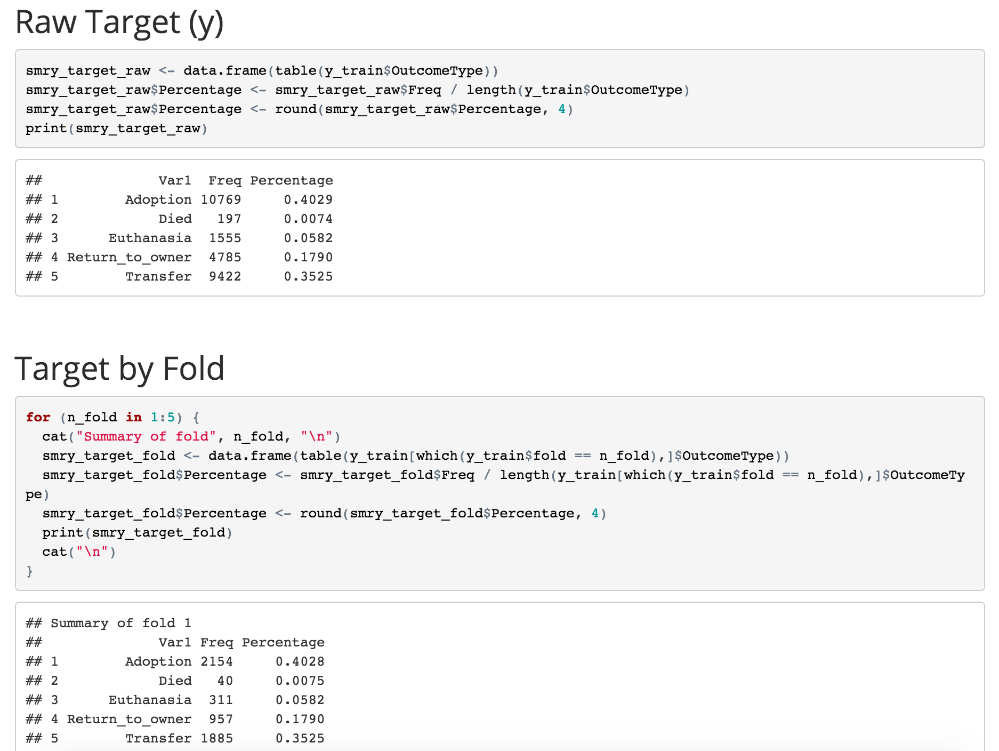 Raw Target (y)
smry_target_raw <- data.frame(table(y_train$OutcomeType))
smry_target_raw$Percentage <- smry_target_raw$Freq / length(y_train$OutcomeType)
smry_target_raw$Percentage <- round(smry_target_raw$Percentage, 4)
print(smry_target_raw)
##              Var1  Freq Percentage
## 1        Adoption 10769     0.4029
## 2            Died   197     0.0074
## 3      Euthanasia  1555     0.0582
## 4 Return_to_owner  4785     0.1790
## 5        Transfer  9422     0.3525
Target by Fold
for (n_fold in 1:5) {
  cat("Summary of fold", n_fold, "\n")
  smry_target_fold <- data.frame(table(y_train[which(y_train$fold == n_fold),]$OutcomeType))
  smry_target_fold$Percentage <- smry_target_fold$Freq / length(y_train[which(y_train$fold == n_fold),]$OutcomeTy
pe)
  smry_target_fold$Percentage <- round(smry_target_fold$Percentage, 4)
  print(smry_target_fold)
  cat("\n")
}
## Summary of fold 1
##              Var1 Freq Percentage
## 1        Adoption 2154     0.4028
## 2            Died   40     0.0075
## 3      Euthanasia  311     0.0582
## 4 Return_to_owner  957     0.1790
## 5        Transfer 1885     0.3525